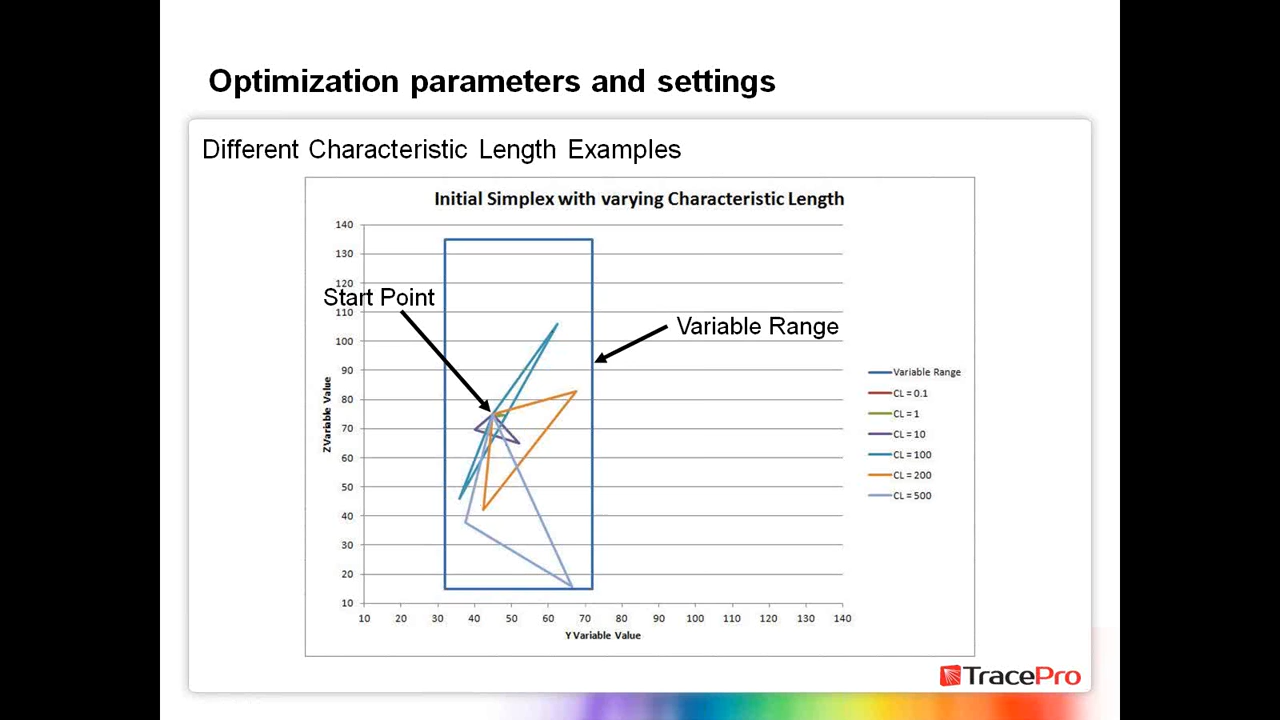 Optimization parameters and settings
Different Characteristic Length Examples
Initial Simplex with varying Characteristic Length
140
130
120
Start Point
110
Variable Range
100
90
80
70
60
50
40
30
20
10
Z Variable Value
10 20 30 40 50 60 70 80 90 100 110 120 130 140
Y Variable Value
Variable Range
CL = 0.1
CL = 1
CL = 10
CL = 100
CL = 200
CL = 500
TracePro